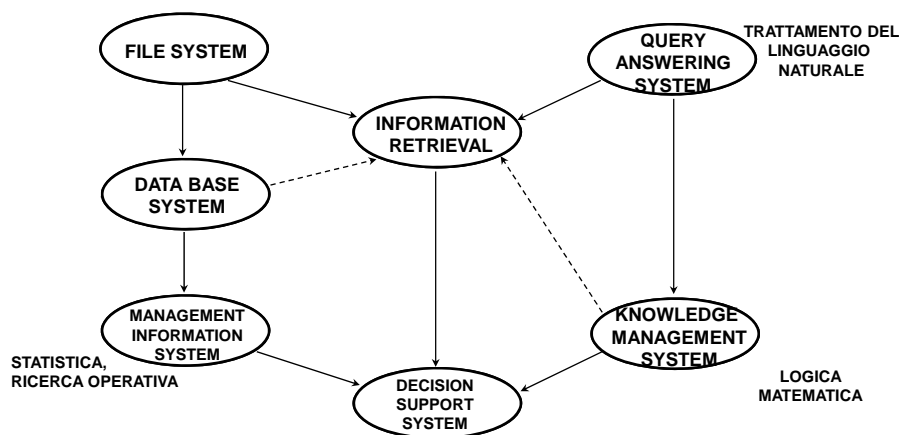 FILE SYSTEM
QUERY
ANSWERING
SYSTEM
TRATTAMENTO DEL
LINGUAGGIO
NATURALE
INFORMATION
RETRIEVAL
DATA BASE
SYSTEM
MANAGEMENT
INFORMATION
SYSTEM
KNOWLEDGE
MANAGEMENT
SYSTEM
STATISTICA,
RICERCA OPERATIVA
DECISION
SUPPORT
SYSTEM
LOGICA
MATEMATICA